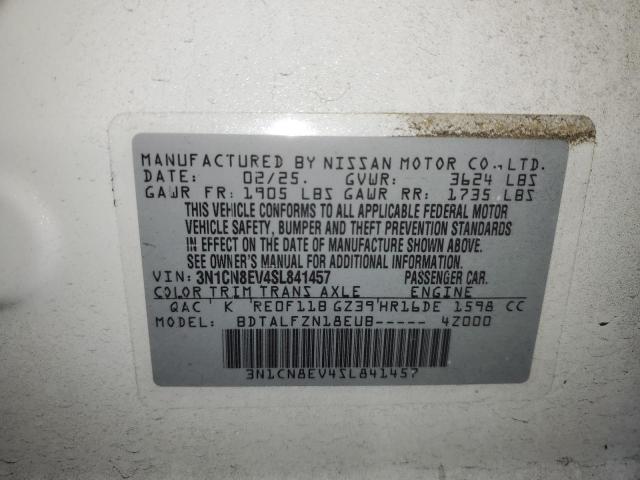 MANUFACTURED BY NISSAN MOTOR CO.,LTD.
DATE: 02/25. GVWR: 3624 LBS
GAWR FR: 1905 LBS GAWR RR: 1735 LBS
THIS VEHICLE CONFORMS TO ALL APPLICABLE FEDERAL MOTOR
VEHICLE SAFETY, BUMPER AND THEFT PREVENTION STANDARDS
IN EFFECT ON THE DATE OF MANUFACTURE SHOWN ABOVE.
SEE OWNER'S MANUAL FOR ADDITIONAL INFORMATION.
VIN: 3N1CN8EV4SL841457 PASSENGER CAR.
COLOR TRIM TRANS AXLE ENGINE
QAC K RE0F11B GZ39 HR16DE 1598 CC
MODEL: BDTALFZN18EUB----- 4Z000
3N1CN8EV4SL841457